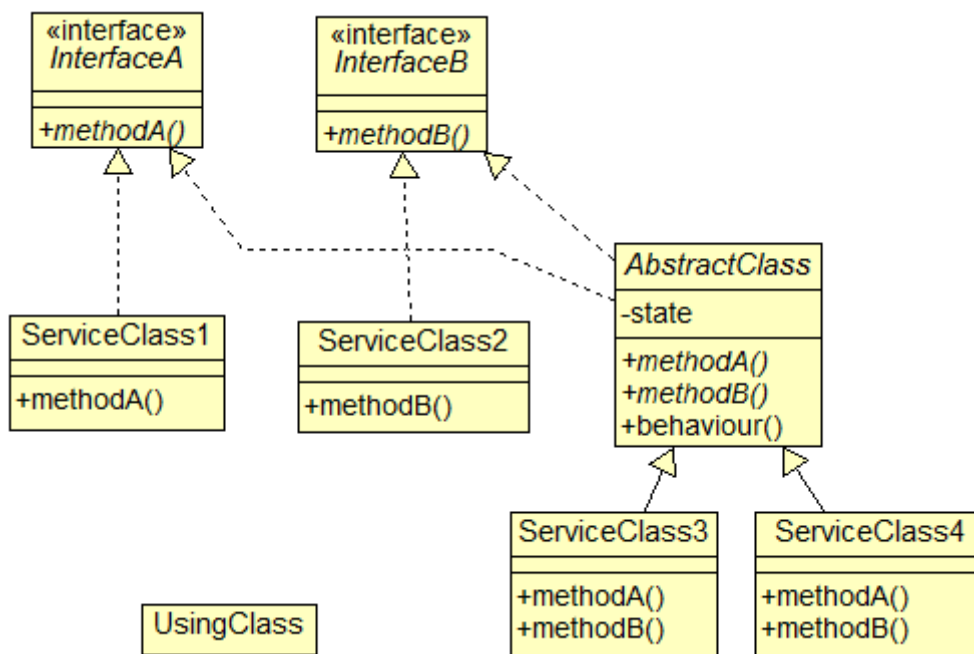 «interface»
InterfaceA
+methodA()
«interface»
InterfaceB
+methodB()
AbstractClass
-state
+methodA()
+methodB()
+behaviour()
ServiceClass1
+methodA()
ServiceClass2
+methodB()
ServiceClass3
+methodA()
+methodB()
ServiceClass4
+methodA()
+methodB()
UsingClass